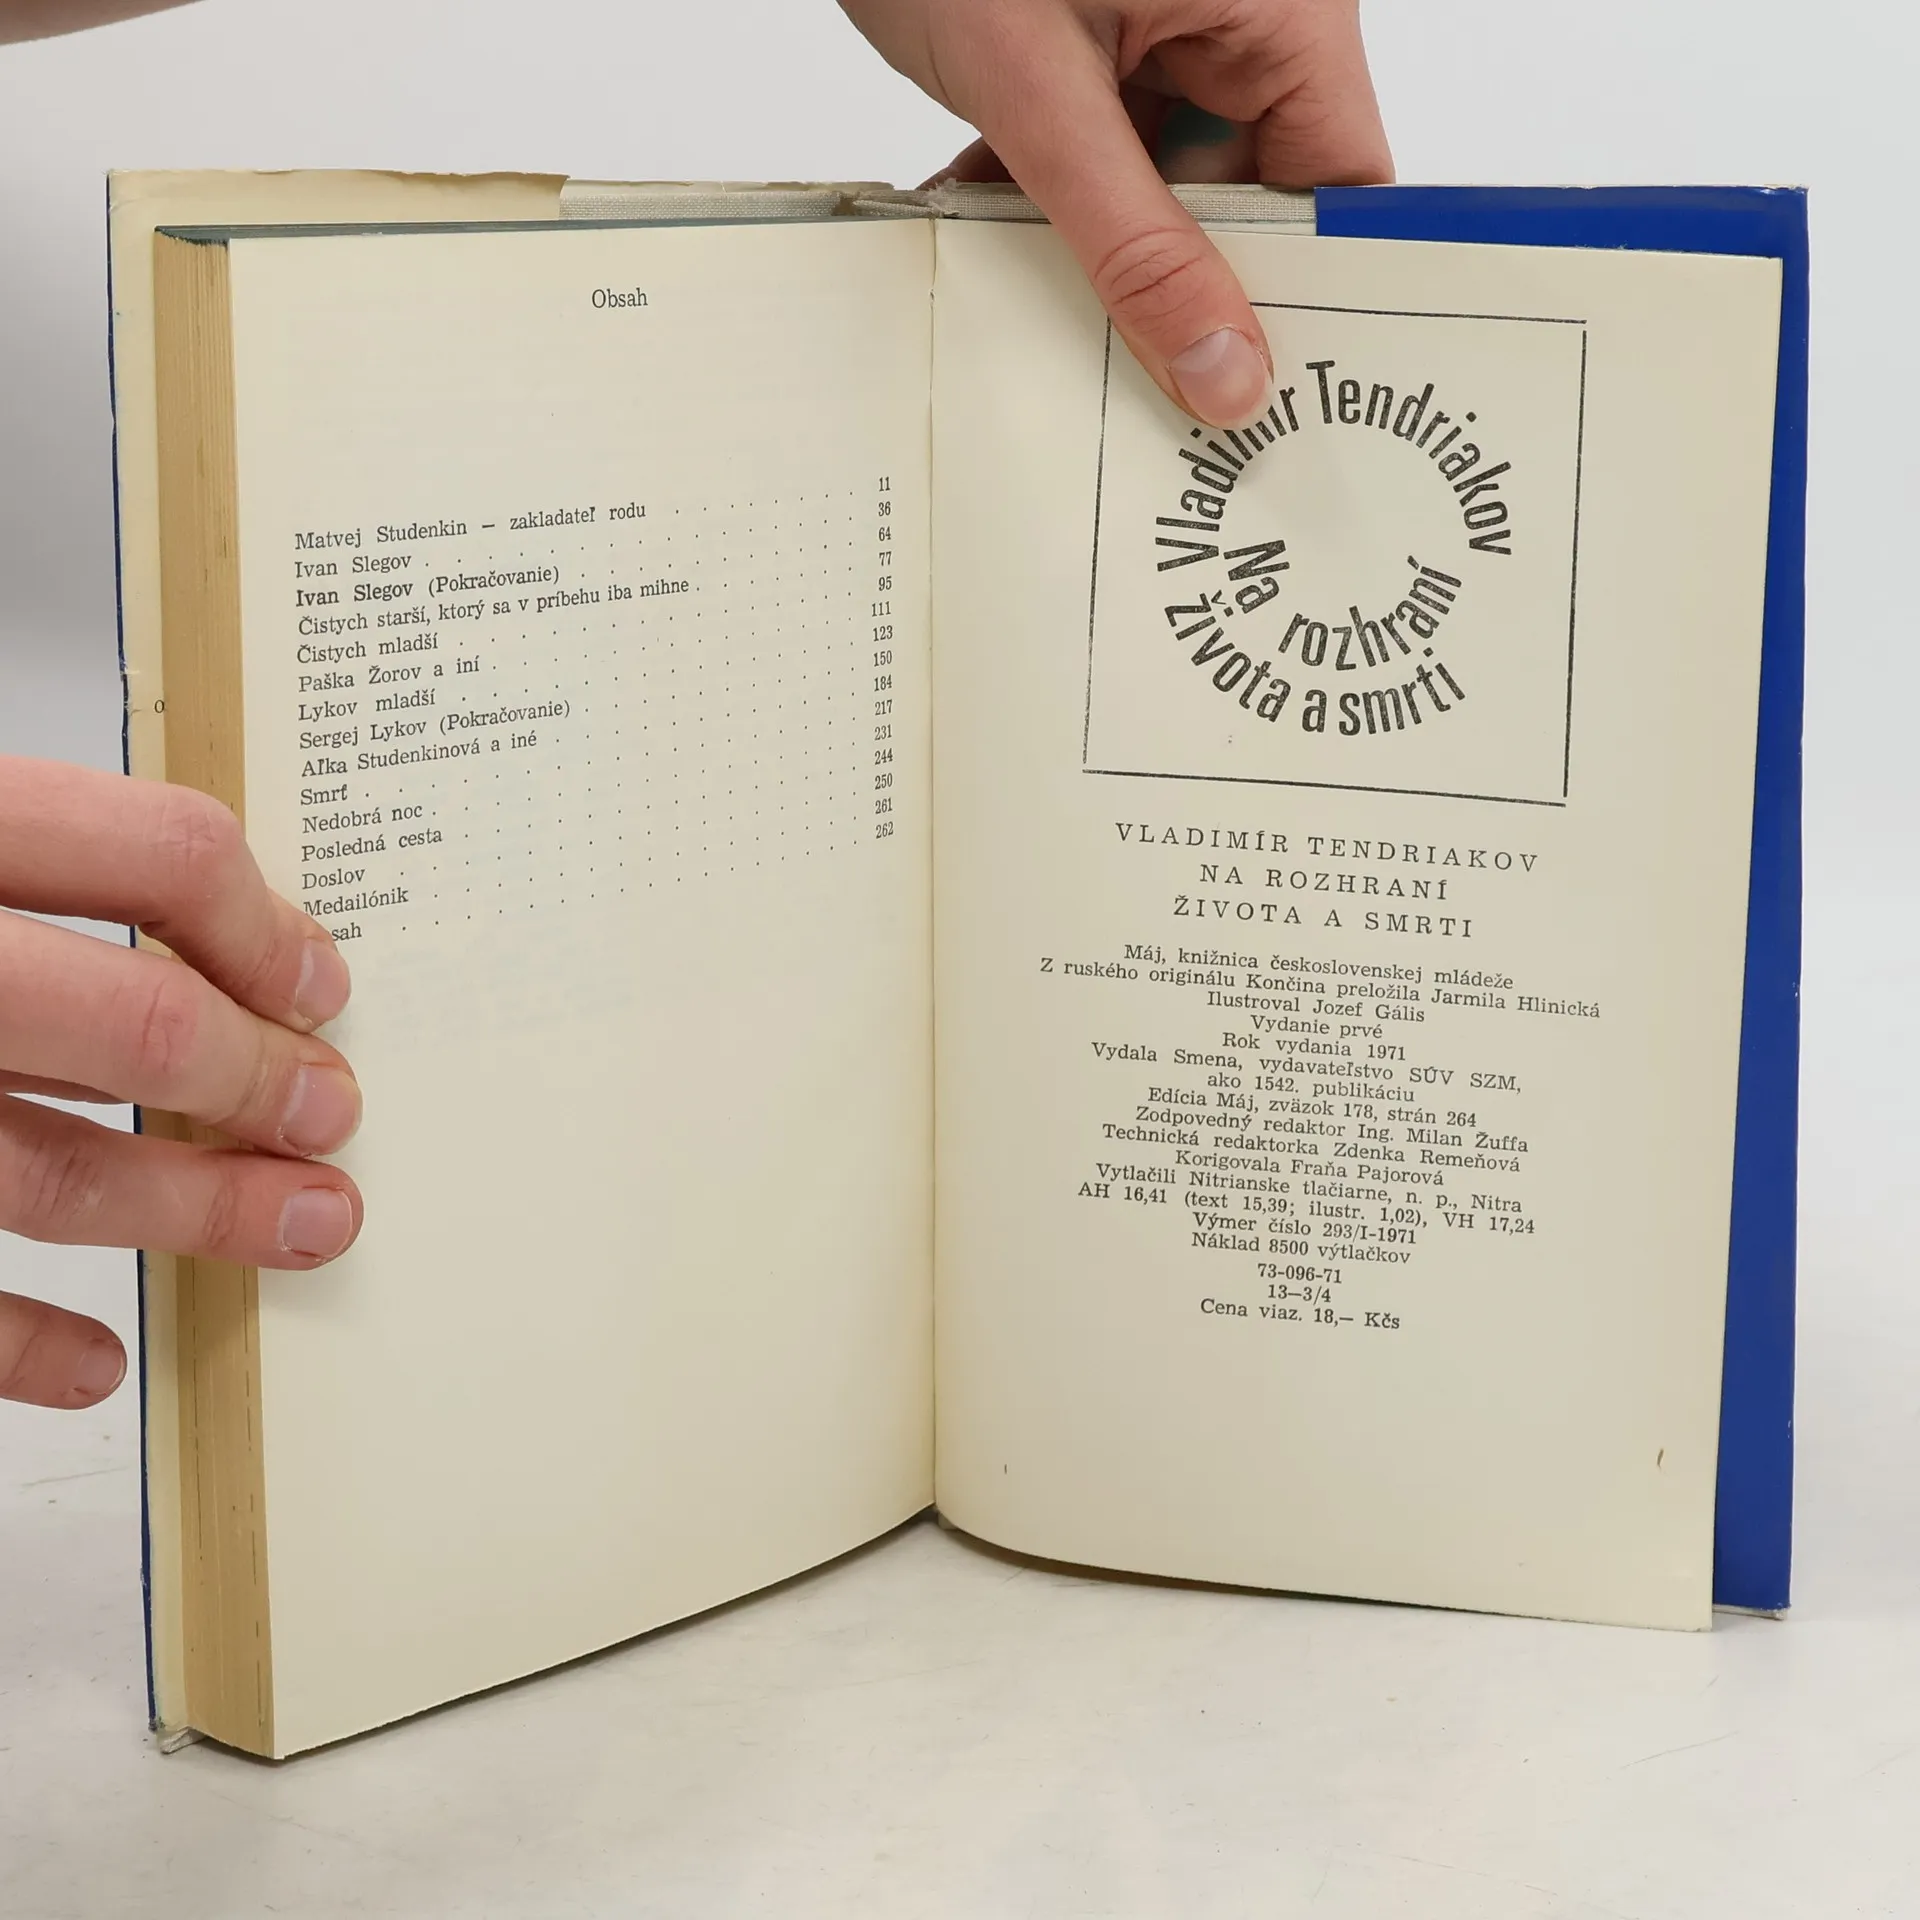 Obsah
Matvej Studenkin — zakladateľ rodu . . . . . . . 11
Ivan Slegov . . . . . . . . . . . . . . 36
Ivan Slegov (Pokračovanie) . . . . . . . . . 64
Čistych starší, ktorý sa v príbehu iba mihne . . . . . . 77
Čistych mladší . . . . . . . . . . . . . 95
Paška Žorov a iní . . . . . . . . . . . . 111
Lykov mladší . . . . . . . . . . . . . 123
Sergej Lykov (Pokračovanie) . . . . . . . . . 150
Aľka Studenkinová a iné . . . . . . . . . . 184
Smrť . . . . . . . . . . . . . . . . 217
Nedobrá noc . . . . . . . . . . . . . . 231
Posledná cesta . . . . . . . . . . . . . 244
Doslov . . . . . . . . . . . . . . . 250
Medailónik . . . . . . . . . . . . . . 261
sah . . . . . . . . . . . . . . . 262
Vladimír Tendriakov
Na rozhraní
života a smrti
VLADIMÍR TENDRIAKOV
NA ROZHRANÍ
ŽIVOTA A SMRTI
Máj, knižnica československej mládeže
Z ruského originálu Končina preložila Jarmila Hlinická
Ilustroval Jozef Gális
Vydanie prvé
Rok vydania 1971
Vydala Smena, vydavateľstvo SÚV SZM,
ako 1542. publikáciu
Edícia Máj, zväzok 178, strán 264
Zodpovedný redaktor Ing. Milan Žuffa
Technická redaktorka Zdenka Remeňová
Korigovala Fraňa Pajorová
Vytlačili Nitrianske tlačiarne, n. p., Nitra
AH 16,41 (text 15,39; ilustr. 1,02), VH 17,24
Výmer číslo 293/I-1971
Náklad 8500 výtlačkov
73-096-71
13—3/4
Cena viaz. 18,— Kčs